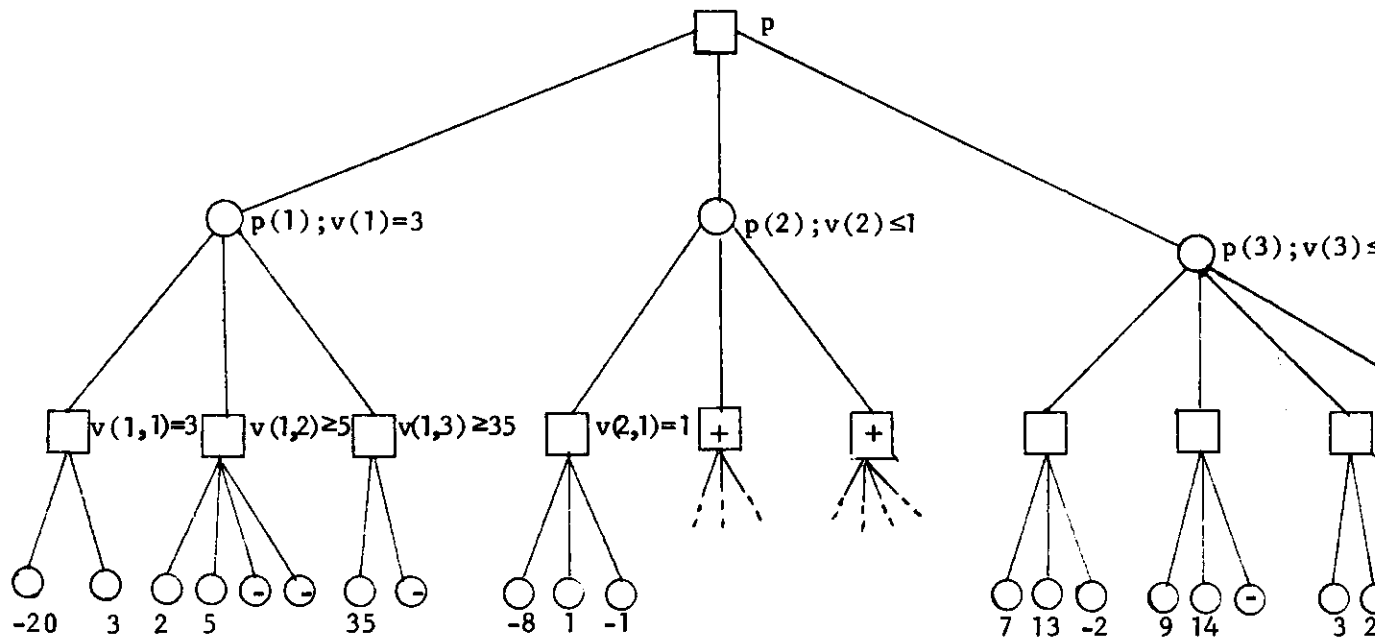 p
p(1);v(1)=3
p(2);v(2)≤1
p(3);v(3)≤
v(1,1)=3 v(1,2)≥5 v(1,3)≥35 v(2,1)=1 + +
- - - -
-20 3 2 5 35 -8 1 -1 7 13 -2 9 14 3 2